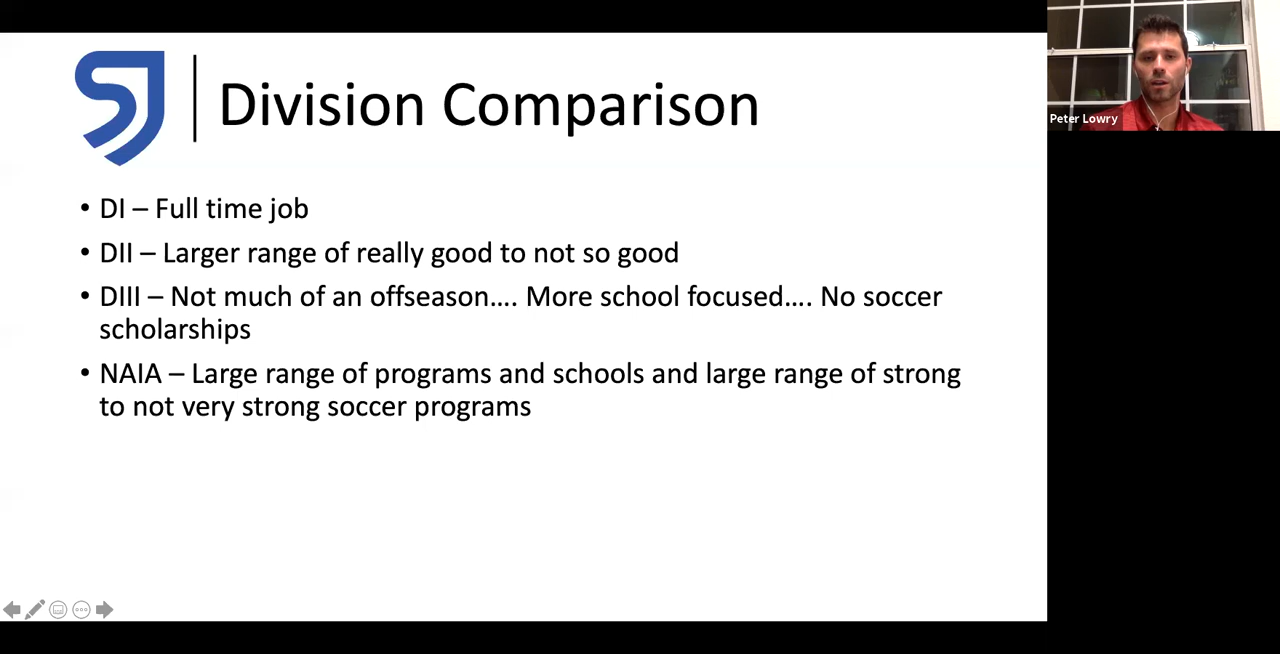 Division Comparison
• DI – Full time job
• DII – Larger range of really good to not so good
• DIII – Not much of an offseason…. More school focused…. No soccer
scholarships
• NAIA – Large range of programs and schools and large range of strong
to not very strong soccer programs
Peter Lowry